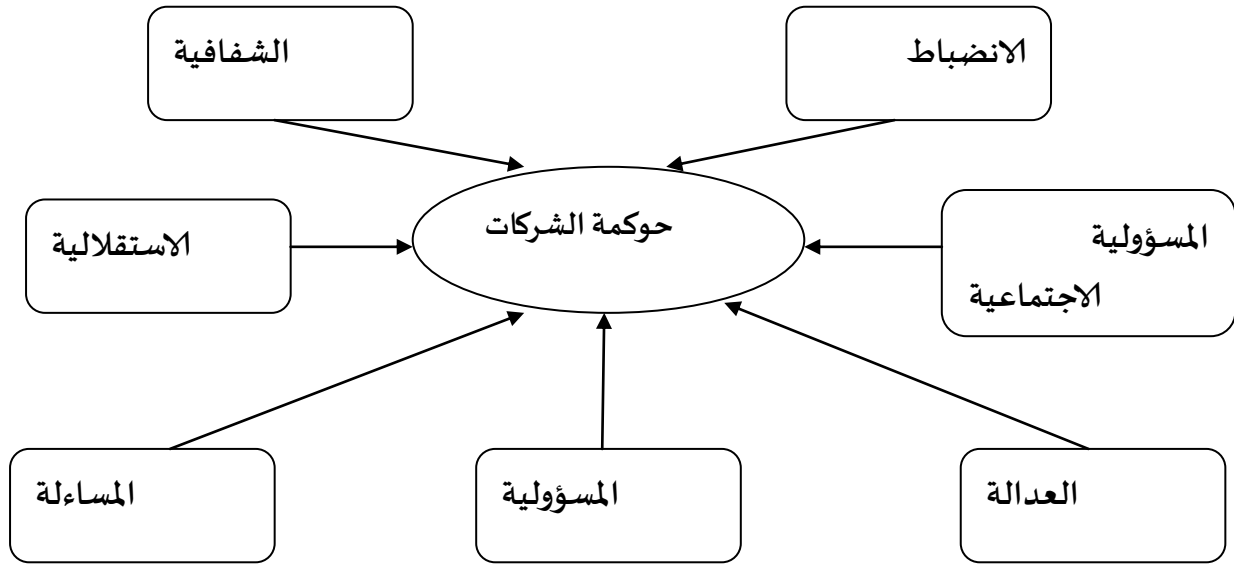 الانضباط
الشفافية
حوكمة الشركات
المسؤولية
الاجتماعية
الاستقلالية
العدالة
المسؤولية
المساءلة